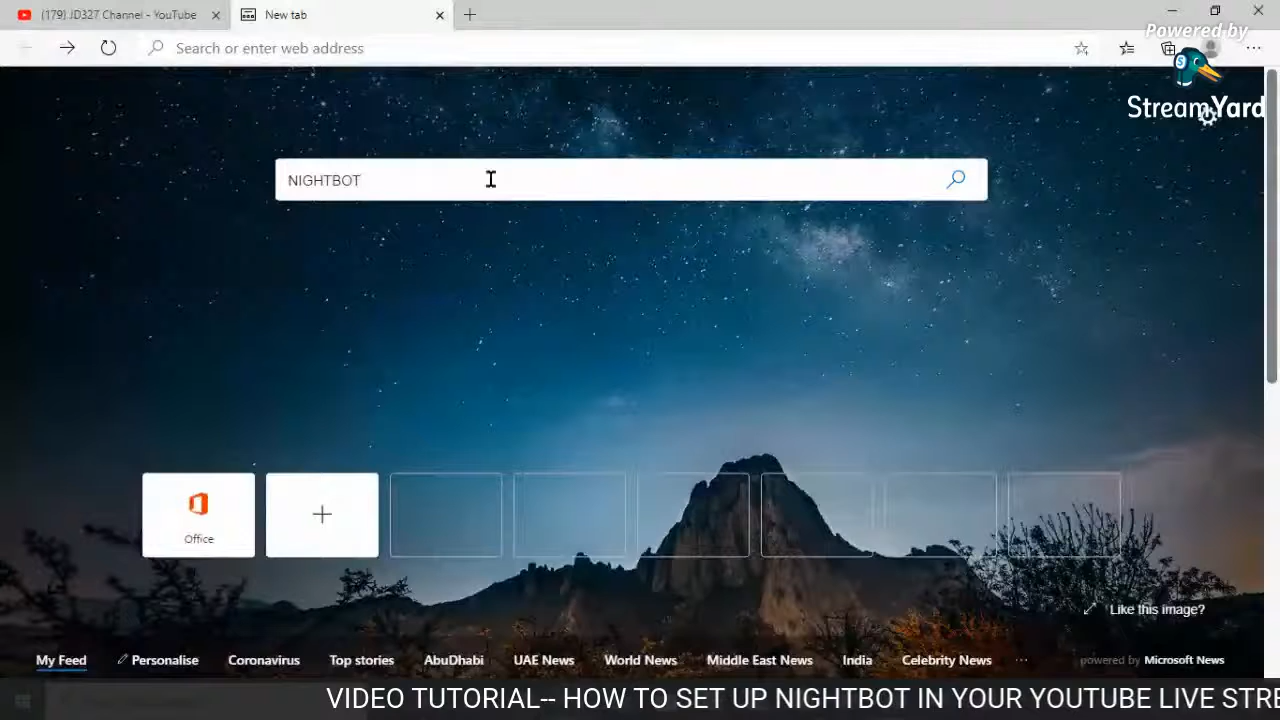 (179) JD327 Channel - YouTube
New tab
Search or enter web address
Powered by
StreamYard
NIGHTBOT
Office
Like this image?
My Feed
Personalise
Coronavirus
Top stories
AbuDhabi
UAE News
World News
Middle East News
India
Celebrity News
powered by Microsoft News
VIDEO TUTORIAL-- HOW TO SET UP NIGHTBOT IN YOUR YOUTUBE LIVE STRE